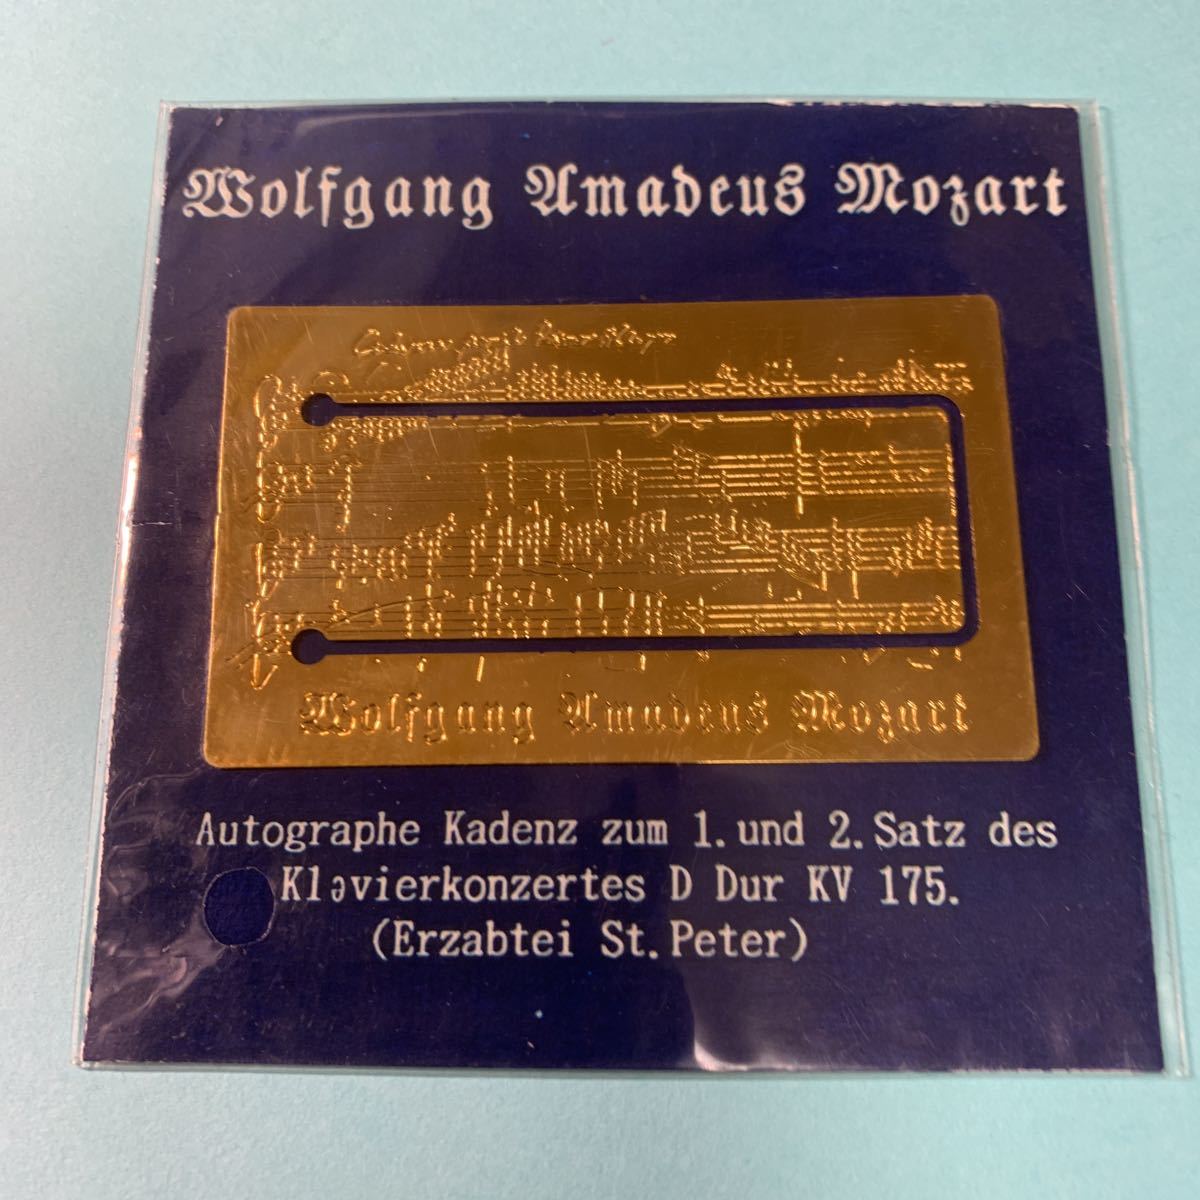 Wolfgang Amadeus Mozart
Wolfgang Amadeus Mozart
Autographe Kadenz zum 1. und 2. Satz des
Klavierkonzertes D Dur KV 175.
(Erzabtei St. Peter)